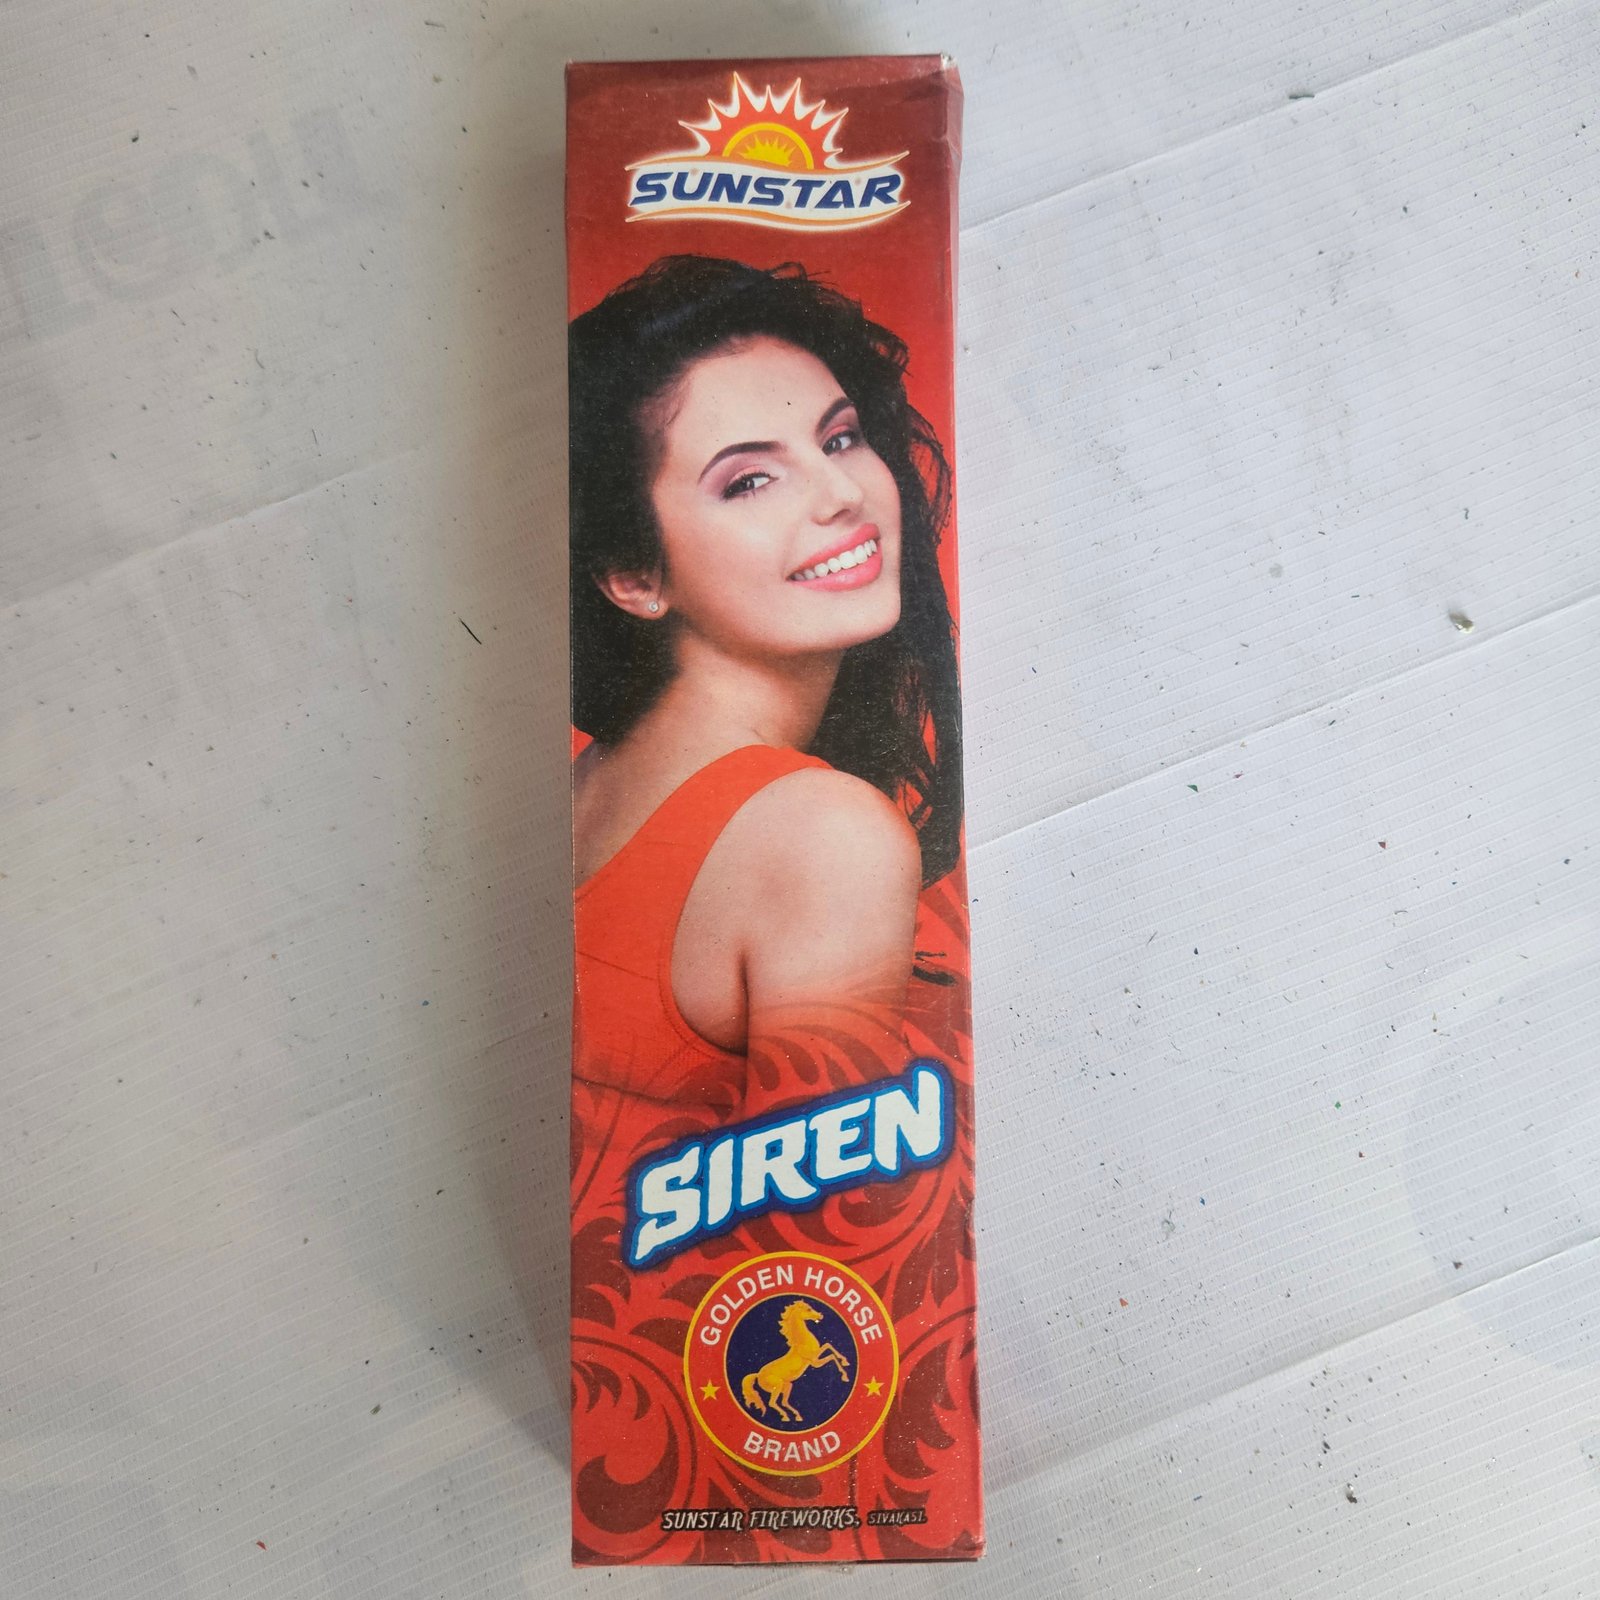 SUNSTAR
SIREN
GOLDEN HORSE
BRAND
SUNSTAR FIREWORKS, SIVAKASI.